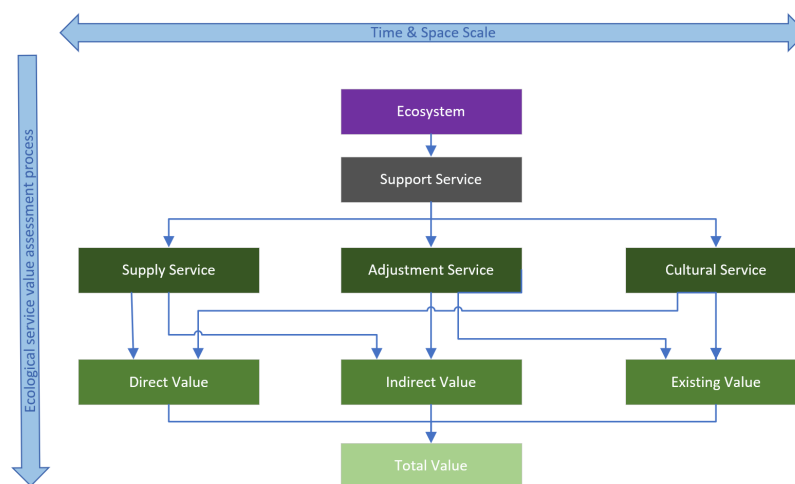 Time & Space Scale
Ecological service value assessment process
Ecosystem
Support Service
Supply Service
Adjustment Service
Cultural Service
Direct Value
Indirect Value
Existing Value
Total Value